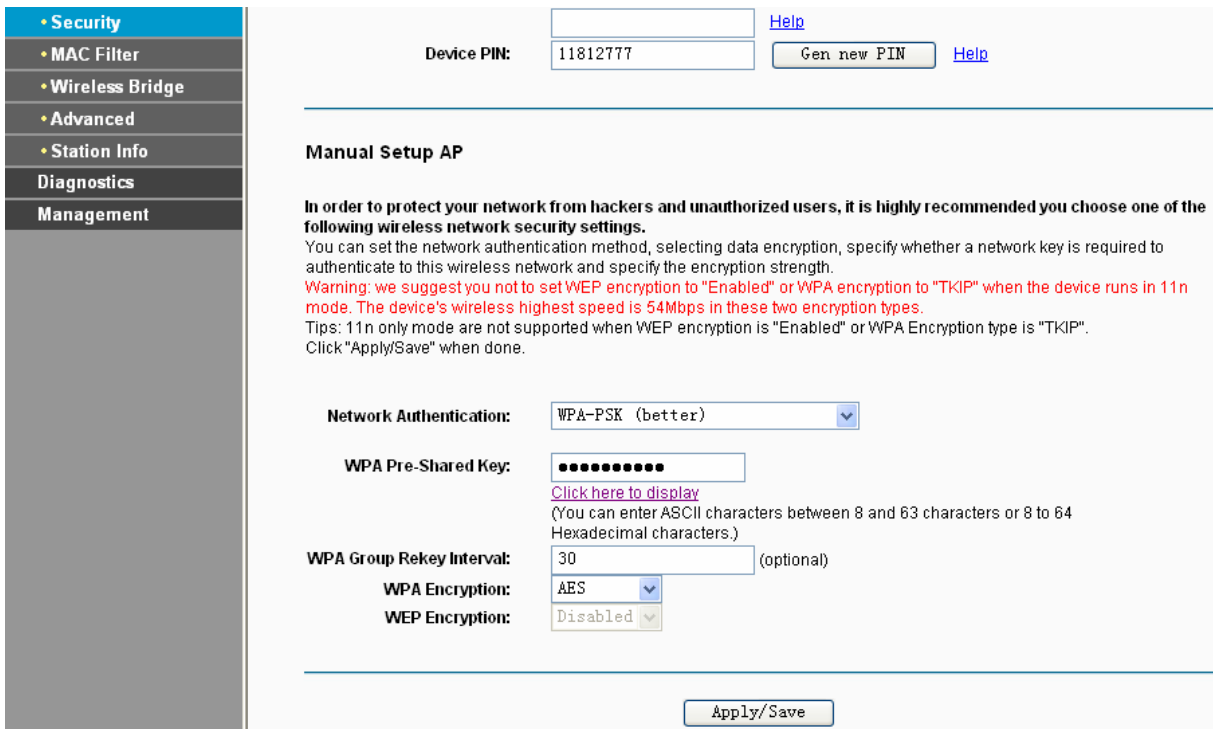 • Security
Help
• MAC Filter
Device PIN: 11812777 Gen new PIN Help
• Wireless Bridge
• Advanced
• Station Info
Manual Setup AP
Diagnostics
Management
In order to protect your network from hackers and unauthorized users, it is highly recommended you choose one of the
following wireless network security settings.
You can set the network authentication method, selecting data encryption, specify whether a network key is required to
authenticate to this wireless network and specify the encryption strength.
Warning: we suggest you not to set WEP encryption to "Enabled" or WPA encryption to "TKIP" when the device runs in 11n
mode. The device's wireless highest speed is 54Mbps in these two encryption types.
Tips: 11n only mode are not supported when WEP encryption is "Enabled" or WPA Encryption type is "TKIP".
Click "Apply/Save" when done.
Network Authentication: WPA-PSK (better)
WPA Pre-Shared Key: ●●●●●●●●●●
Click here to display
(You can enter ASCII characters between 8 and 63 characters or 8 to 64
Hexadecimal characters.)
WPA Group Rekey Interval: 30 (optional)
WPA Encryption: AES
WEP Encryption: Disabled
Apply/Save